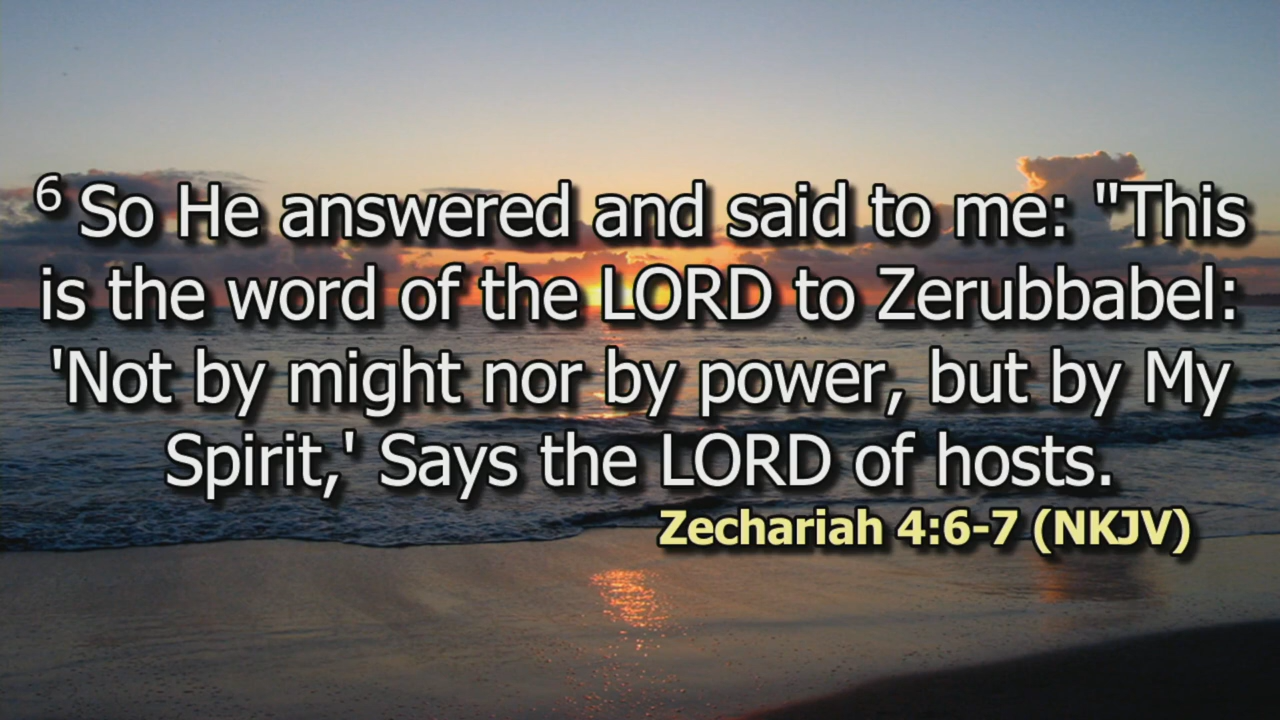 6 So He answered and said to me: "This
is the word of the LORD to Zerubbabel:
'Not by might nor by power, but by My
Spirit,' Says the LORD of hosts.
Zechariah 4:6-7 (NKJV)